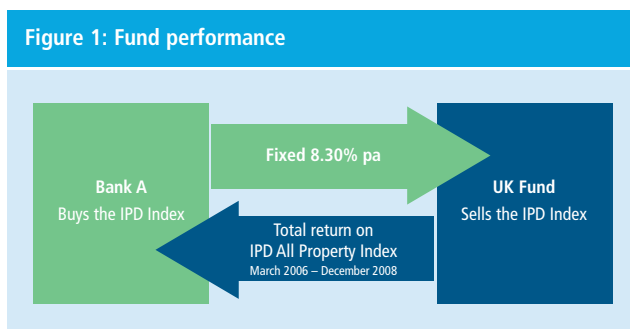 Figure 1: Fund performance
Fixed 8.30% pa
Bank A
Buys the IPD Index
UK Fund
Sells the IPD Index
Total return on
IPD All Property Index
March 2006 – December 2008